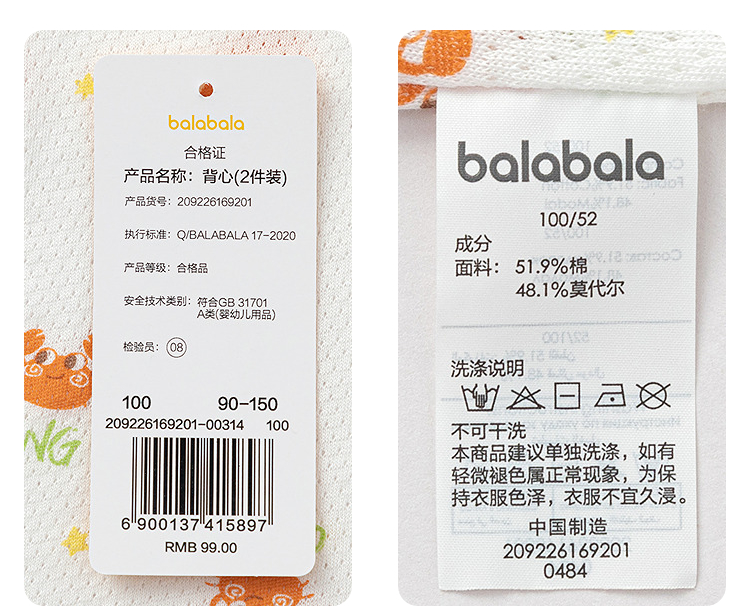 balabala
合格证
产品名称：背心(2件装)
产品货号：209226169201
执行标准：Q/BALABALA 17-2020
产品等级：合格品
安全技术类别：符合GB 31701
A类(婴幼儿用品)
检验员：08
100 90-150
209226169201-00314 100
6 900137 415897
RMB 99.00
NG
balabala
100/52
成分
面料：51.9%棉
48.1%莫代尔
洗涤说明
不可干洗
本商品建议单独洗涤，如有
轻微褪色属正常现象，为保
持衣服色泽，衣服不宜久浸。
中国制造
209226169201
0484